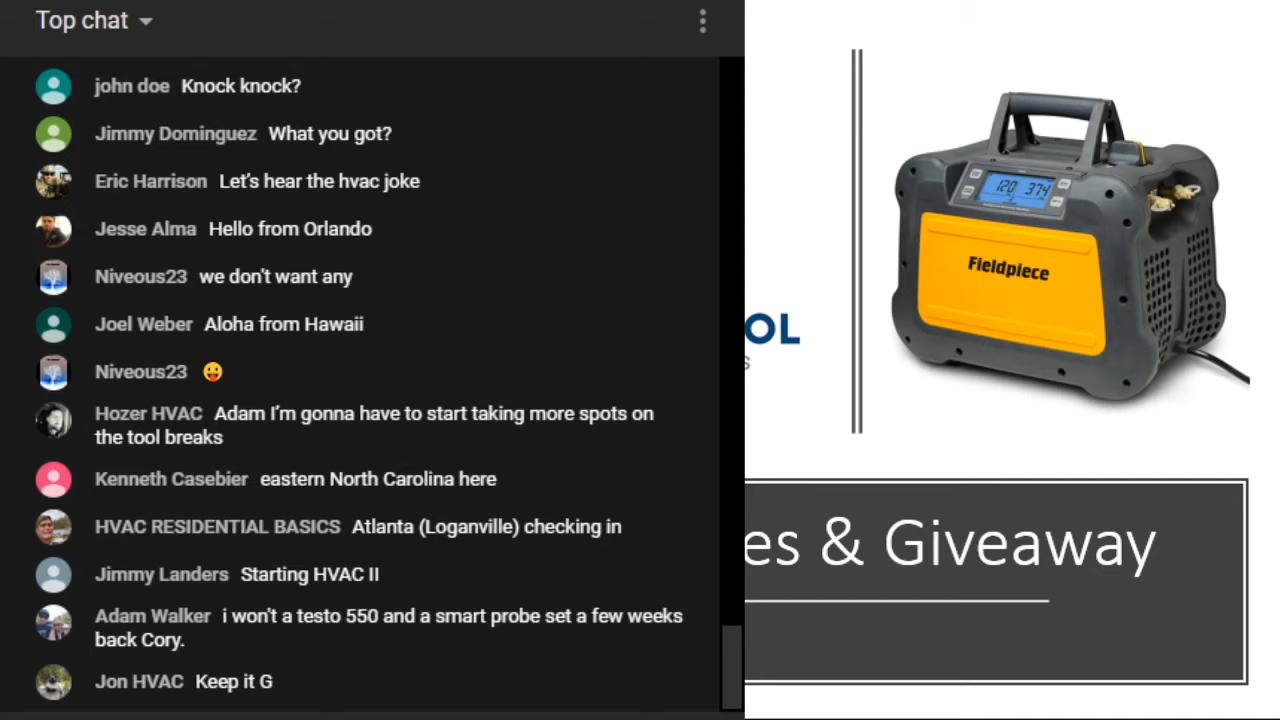 Top chat
john doe Knock knock?
Jimmy Dominguez What you got?
Eric Harrison Let's hear the hvac joke
Jesse Alma Hello from Orlando
Niveous23 we don't want any
Joel Weber Aloha from Hawaii
Niveous23 😛
Hozer HVAC Adam I'm gonna have to start taking more spots on
the tool breaks
Kenneth Casebier eastern North Carolina here
HVAC RESIDENTIAL BASICS Atlanta (Loganville) checking in
Jimmy Landers Starting HVAC II
Adam Walker i won't a testo 550 and a smart probe set a few weeks
back Cory.
Jon HVAC Keep it G
120 374
Fieldpiece
OL
S
es & Giveaway